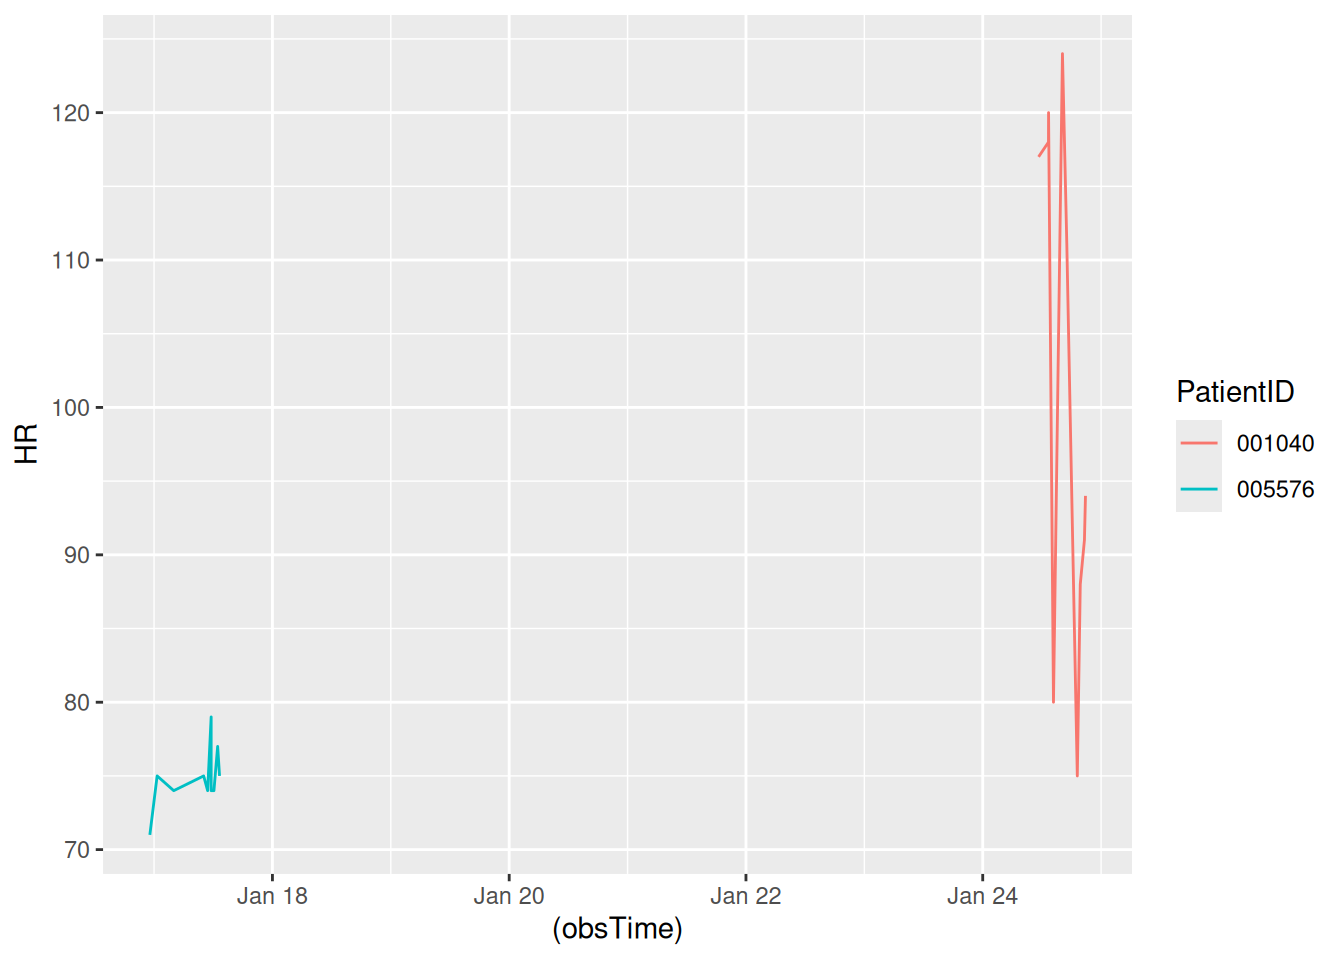 120
110
100
90
80
70
HR
Jan 18
Jan 20
Jan 22
Jan 24
(obsTime)
PatientID
001040
005576